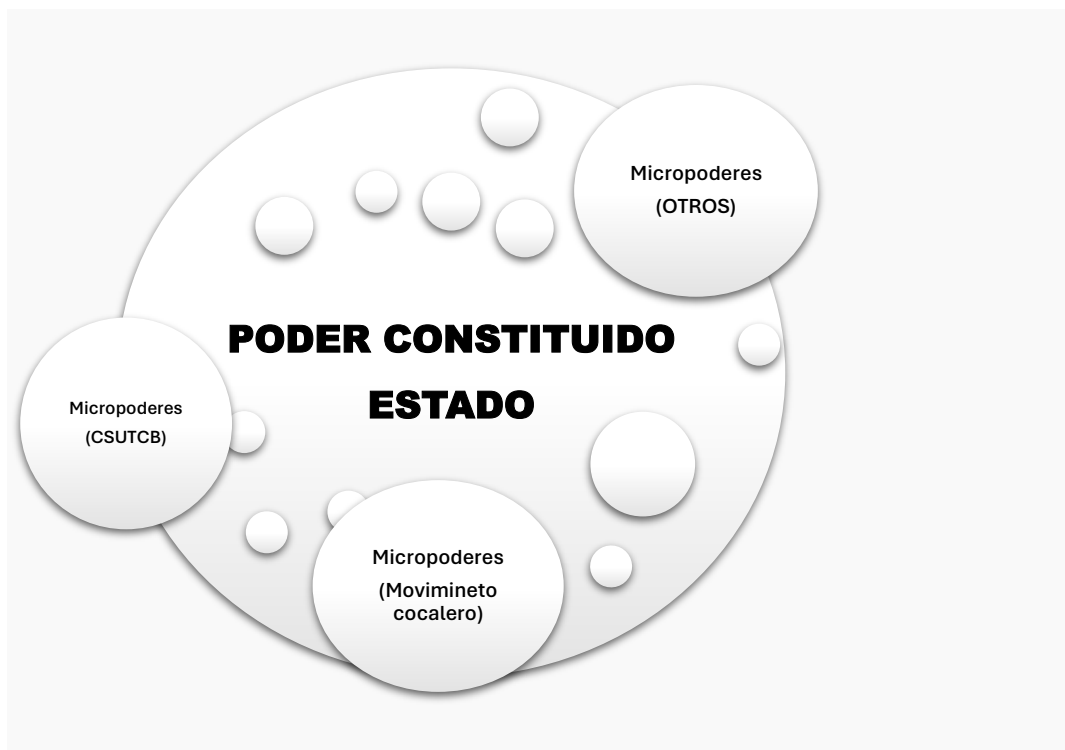 Micropoderes
(OTROS)
PODER CONSTITUIDO
ESTADO
Micropoderes
(CSUTCB)
Micropoderes
(Movimineto
cocalero)